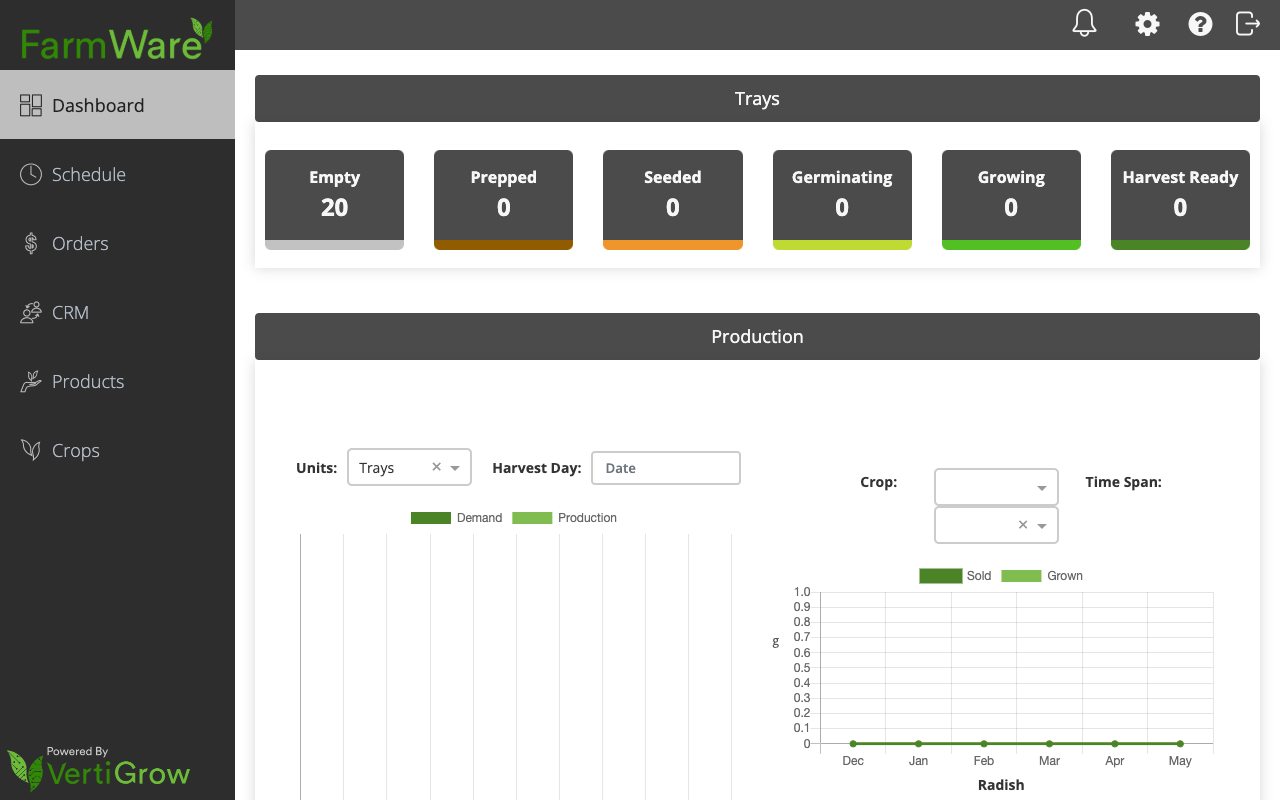 FarmWare
Dashboard
Schedule
Orders
CRM
Products
Crops
Powered By
VertiGrow
Trays
Empty
20
Prepped
0
Seeded
0
Germinating
0
Growing
0
Harvest Ready
0
Production
Units: Trays × Harvest Day: Date
Demand Production
Crop: Time Span:
×
Sold Grown
1.0
0.9
0.8
0.7
0.6
0.5
0.4
0.3
0.2
0.1
0
g
Dec Jan Feb Mar Apr May
Radish